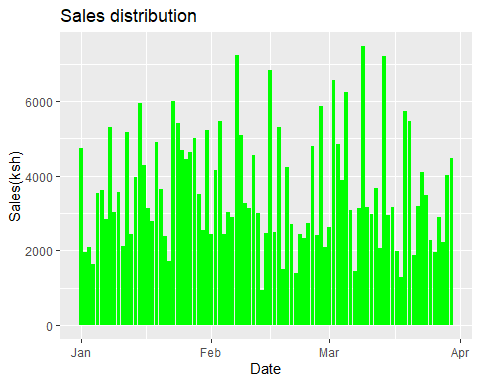 Sales distribution
Sales(ksh)
6000
4000
2000
0
Jan Feb Mar Apr
Date